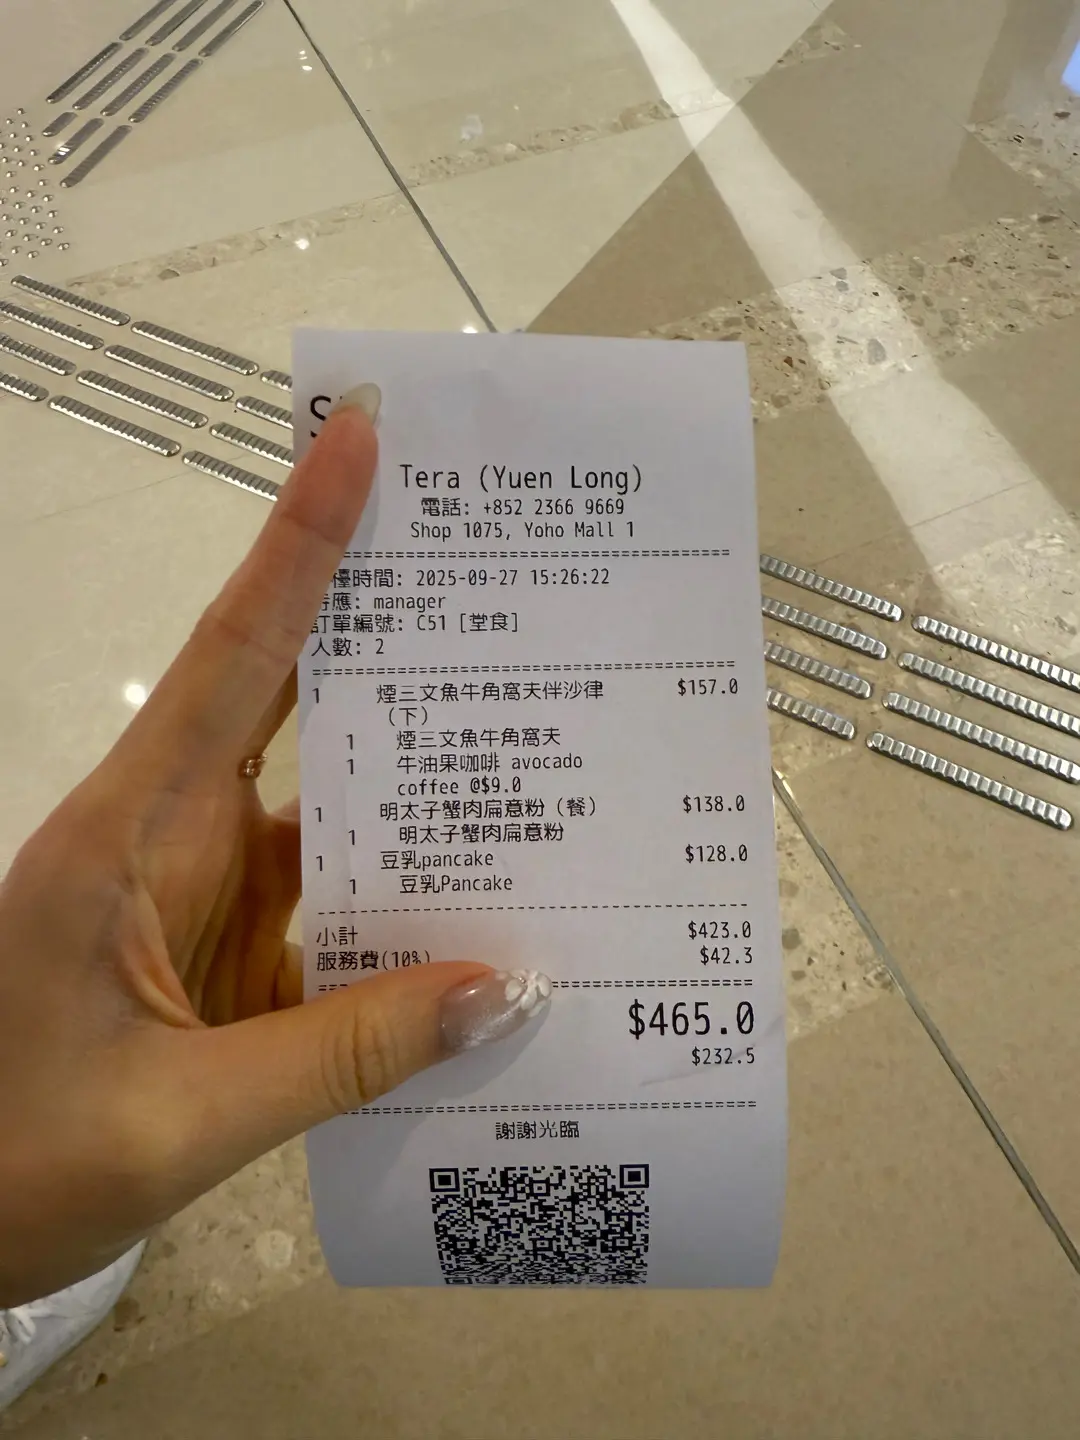 Tera (Yuen Long)
電話: +852 2366 9669
Shop 1075, Yoho Mall 1
檯時間: 2025-09-27 15:26:22
應: manager
訂單編號: C51 [堂食]
人數: 2
1 煙三文魚牛角窩夫伴沙律 $157.0
(下)
1 煙三文魚牛角窩夫
1 牛油果咖啡 avocado
coffee @$9.0
1 明太子蟹肉扁意粉 (餐) $138.0
1 明太子蟹肉扁意粉
1 豆乳pancake $128.0
1 豆乳Pancake
小計 $423.0
服務費(10%) $42.3
$465.0
$232.5
謝謝光臨